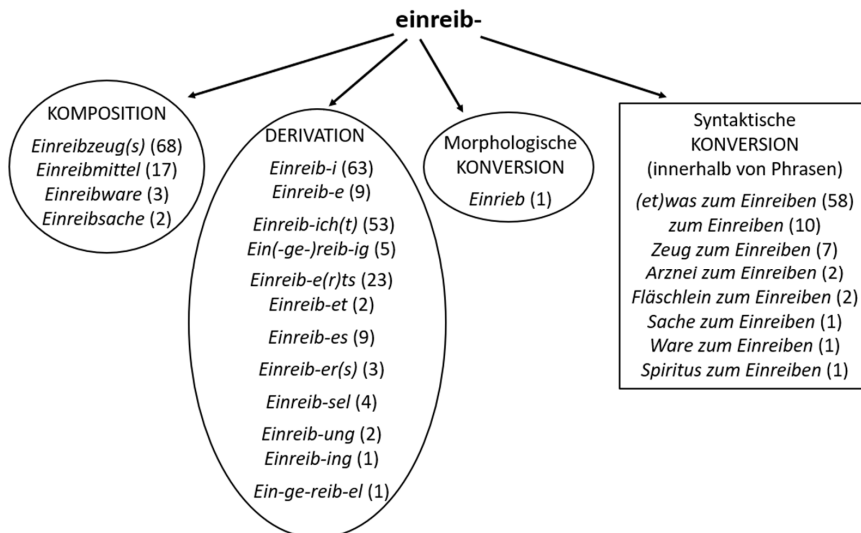 einreib-
KOMPOSITION
Einreibzeug(s) (68)
Einreibmittel (17)
Einreibware (3)
Einreibsache (2)
DERIVATION
Einreib-i (63)
Einreib-e (9)
Einreib-ich(t) (53)
Ein(-ge-)reib-ig (5)
Einreib-e(r)ts (23)
Einreib-et (2)
Einreib-es (9)
Einreib-er(s) (3)
Einreib-sel (4)
Einreib-ung (2)
Einreib-ing (1)
Ein-ge-reib-el (1)
Morphologische
KONVERSION
Einrieb (1)
Syntaktische
KONVERSION
(innerhalb von Phrasen)
(et)was zum Einreiben (58)
zum Einreiben (10)
Zeug zum Einreiben (7)
Arznei zum Einreiben (2)
Fläschlein zum Einreiben (2)
Sache zum Einreiben (1)
Ware zum Einreiben (1)
Spiritus zum Einreiben (1)